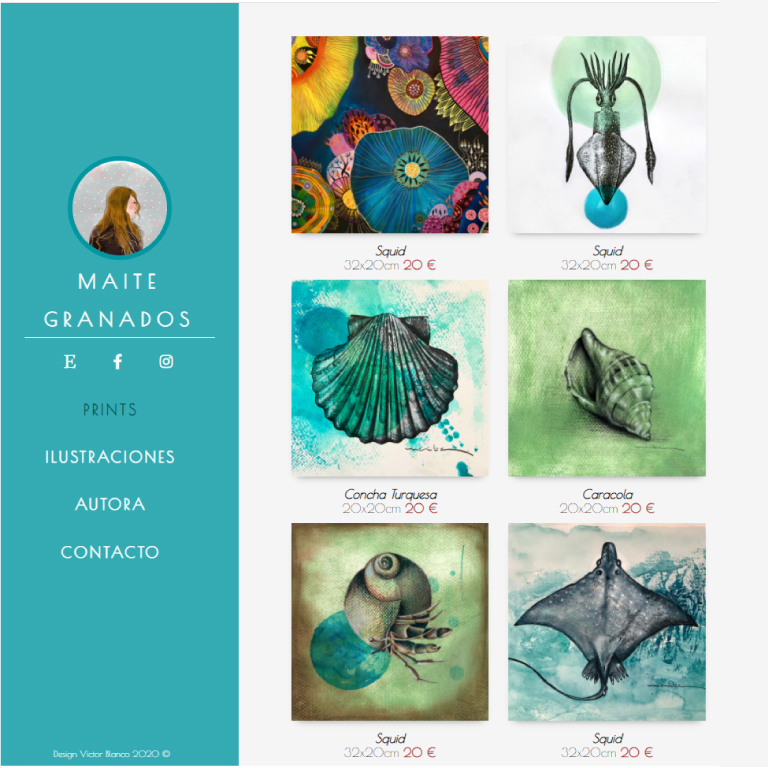 MAITE
GRANADOS
PRINTS
ILUSTRACIONES
AUTORA
CONTACTO
Design Victor Blanco 2020 ©
Squid
32x20cm 20 €
Squid
32x20cm 20 €
Concha Turquesa
20x20cm 20 €
Caracola
20x20cm 20 €
Squid
32x20cm 20 €
Squid
32x20cm 20 €